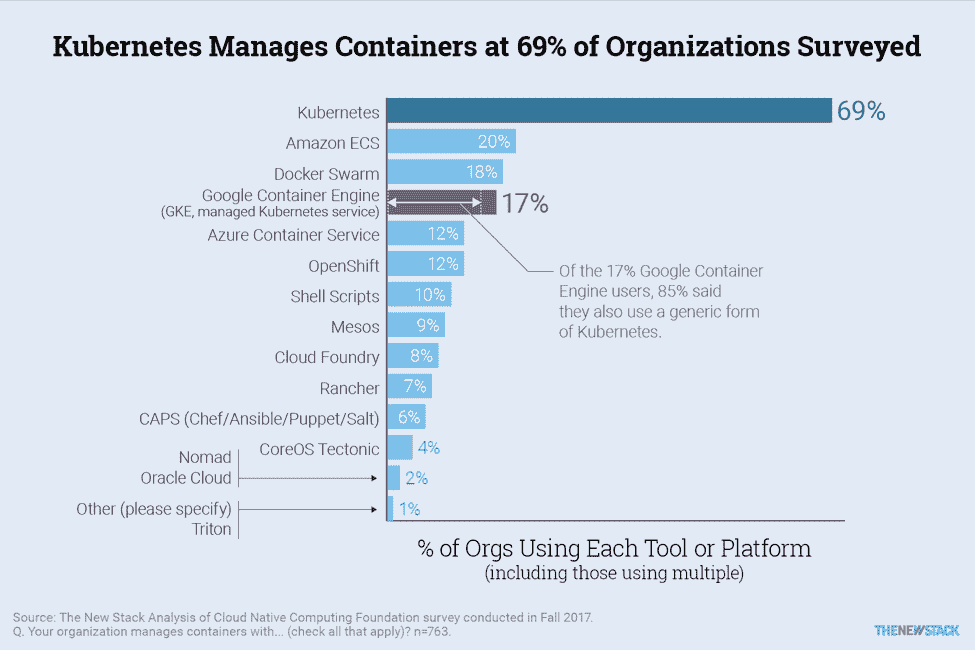 Kubernetes Manages Containers at 69% of Organizations Surveyed
Kubernetes 69%
Amazon ECS 20%
Docker Swarm 18%
Google Container Engine
(GKE, managed Kubernetes service) 17%
Azure Container Service 12%
OpenShift 12%
Of the 17% Google Container
Engine users, 85% said
they also use a generic form
of Kubernetes.
Shell Scripts 10%
Mesos 9%
Cloud Foundry 8%
Rancher 7%
CAPS (Chef/Ansible/Puppet/Salt) 6%
CoreOS Tectonic 4%
Nomad
Oracle Cloud 2%
Other (please specify) 1%
Triton
% of Orgs Using Each Tool or Platform
(including those using multiple)
Source: The New Stack Analysis of Cloud Native Computing Foundation survey conducted in Fall 2017.
Q. Your organization manages containers with... (check all that apply)? n=763.
THENEWSTACK